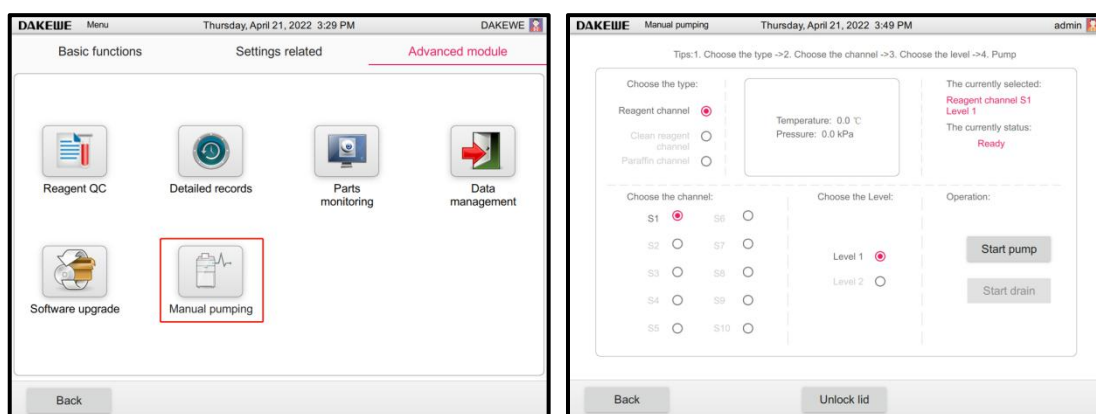 DAKEWE Menu Thursday, April 21, 2022 3:29 PM DAKEWE
Basic functions Settings related Advanced module
Reagent QC Detailed records Parts monitoring Data management
Software upgrade Manual pumping
Back
DAKEWE Manual pumping Thursday, April 21, 2022 3:49 PM admin
Tips:1. Choose the type ->2. Choose the channel ->3. Choose the level ->4. Pump
Choose the type:
Reagent channel
Clean reagent
channel
Paraffin channel
Temperature: 0.0 ℃
Pressure: 0.0 kPa
The currently selected:
Reagent channel S1
Level 1
The currently status:
Ready
Choose the channel:
S1 S6
S2 S7
S3 S8
S4 S9
S5 S10
Choose the Level:
Level 1
Level 2
Operation:
Start pump
Start drain
Back Unlock lid